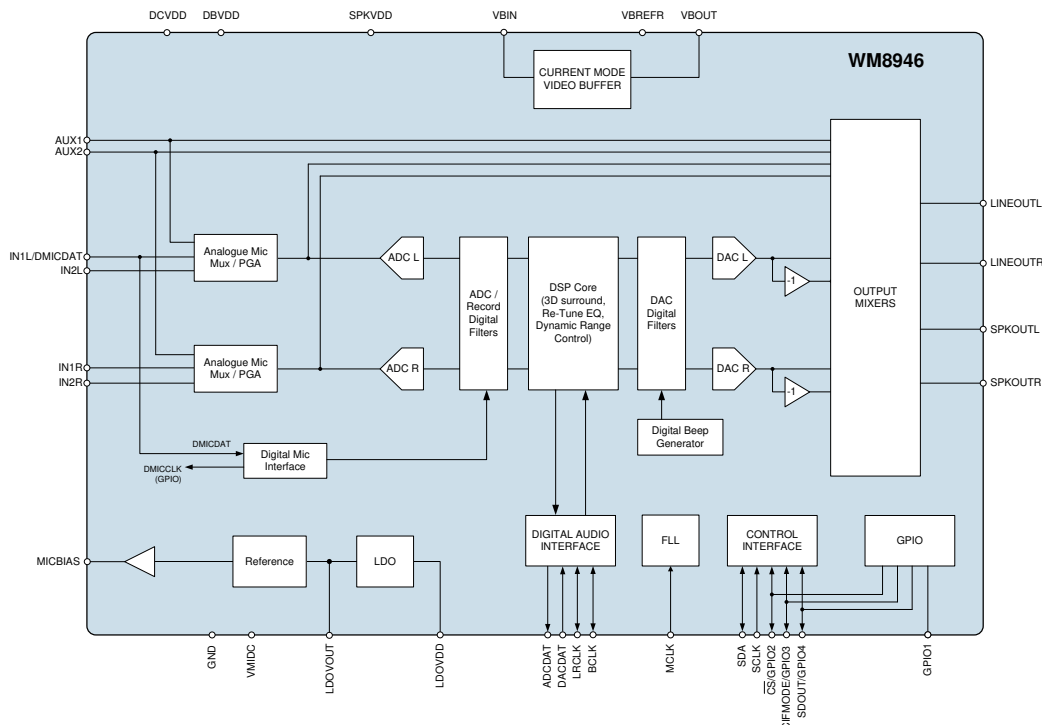 DCVDD
DBVDD
SPKVDD
VBIN
VBREFR
VBOUT
WM8946
CURRENT MODE
VIDEO BUFFER
AUX1
AUX2
LINEOUTL
IN1L/DMICDAT
IN2L
Analogue Mic
Mux / PGA
ADC L
ADC /
Record
Digital
Filters
DSP Core
(3D surround,
Re-Tune EQ,
Dynamic Range
Control)
DAC
Digital
Filters
DAC L
-1
OUTPUT
MIXERS
LINEOUTR
SPKOUTL
IN1R
IN2R
Analogue Mic
Mux / PGA
ADC R
DAC R
-1
SPKOUTR
Digital Beep
Generator
DMICDAT
DMICCLK
(GPIO)
Digital Mic
Interface
MICBIAS
Reference
LDO
DIGITAL AUDIO
INTERFACE
FLL
CONTROL
INTERFACE
GPIO
GND
VMIDC
LDOVOUT
LDOVDD
ADCDAT
DACDAT
LRCLK
BCLK
MCLK
SDA
SCLK
CS/GPIO2
CIFMODE/GPIO3
SDOUT/GPIO4
GPIO1